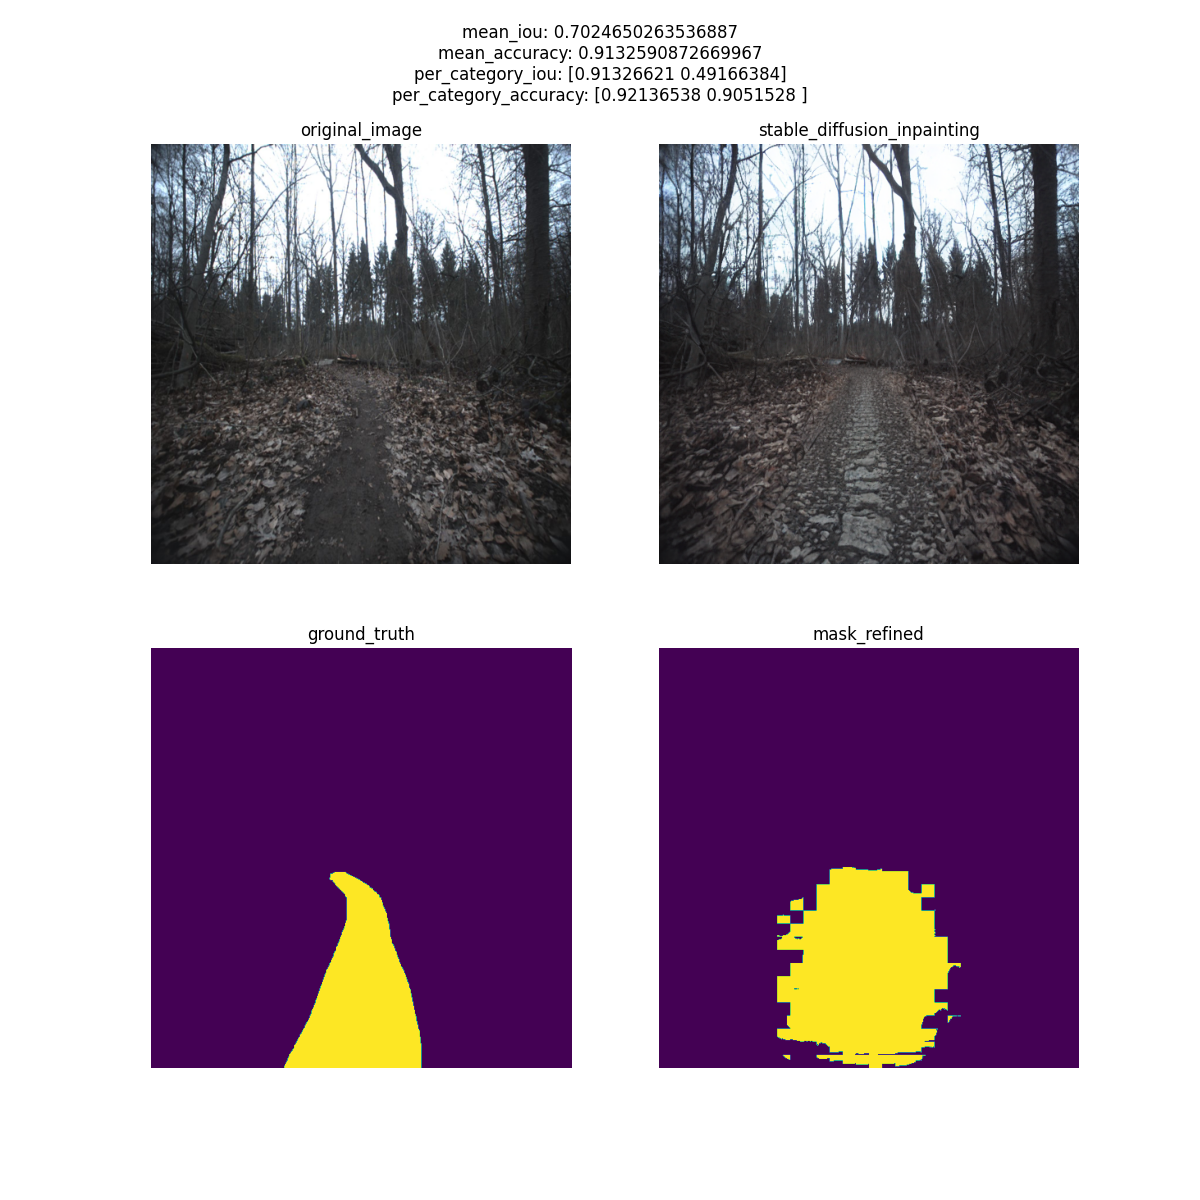 mean_iou: 0.7024650263536887
mean_accuracy: 0.9132590872669967
per_category_iou: [0.91326621 0.49166384]
per_category_accuracy: [0.92136538 0.9051528 ]
original_image
stable_diffusion_inpainting
ground_truth
mask_refined